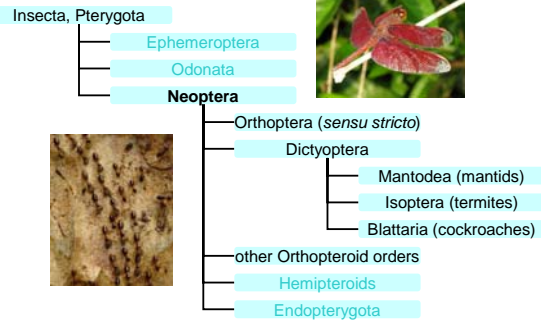 Insecta, Pterygota
Ephemeroptera
Odonata
Neoptera
Orthoptera (sensu stricto)
Dictyoptera
Mantodea (mantids)
Isoptera (termites)
Blattaria (cockroaches)
other Orthopteroid orders
Hemipteroids
Endopterygota